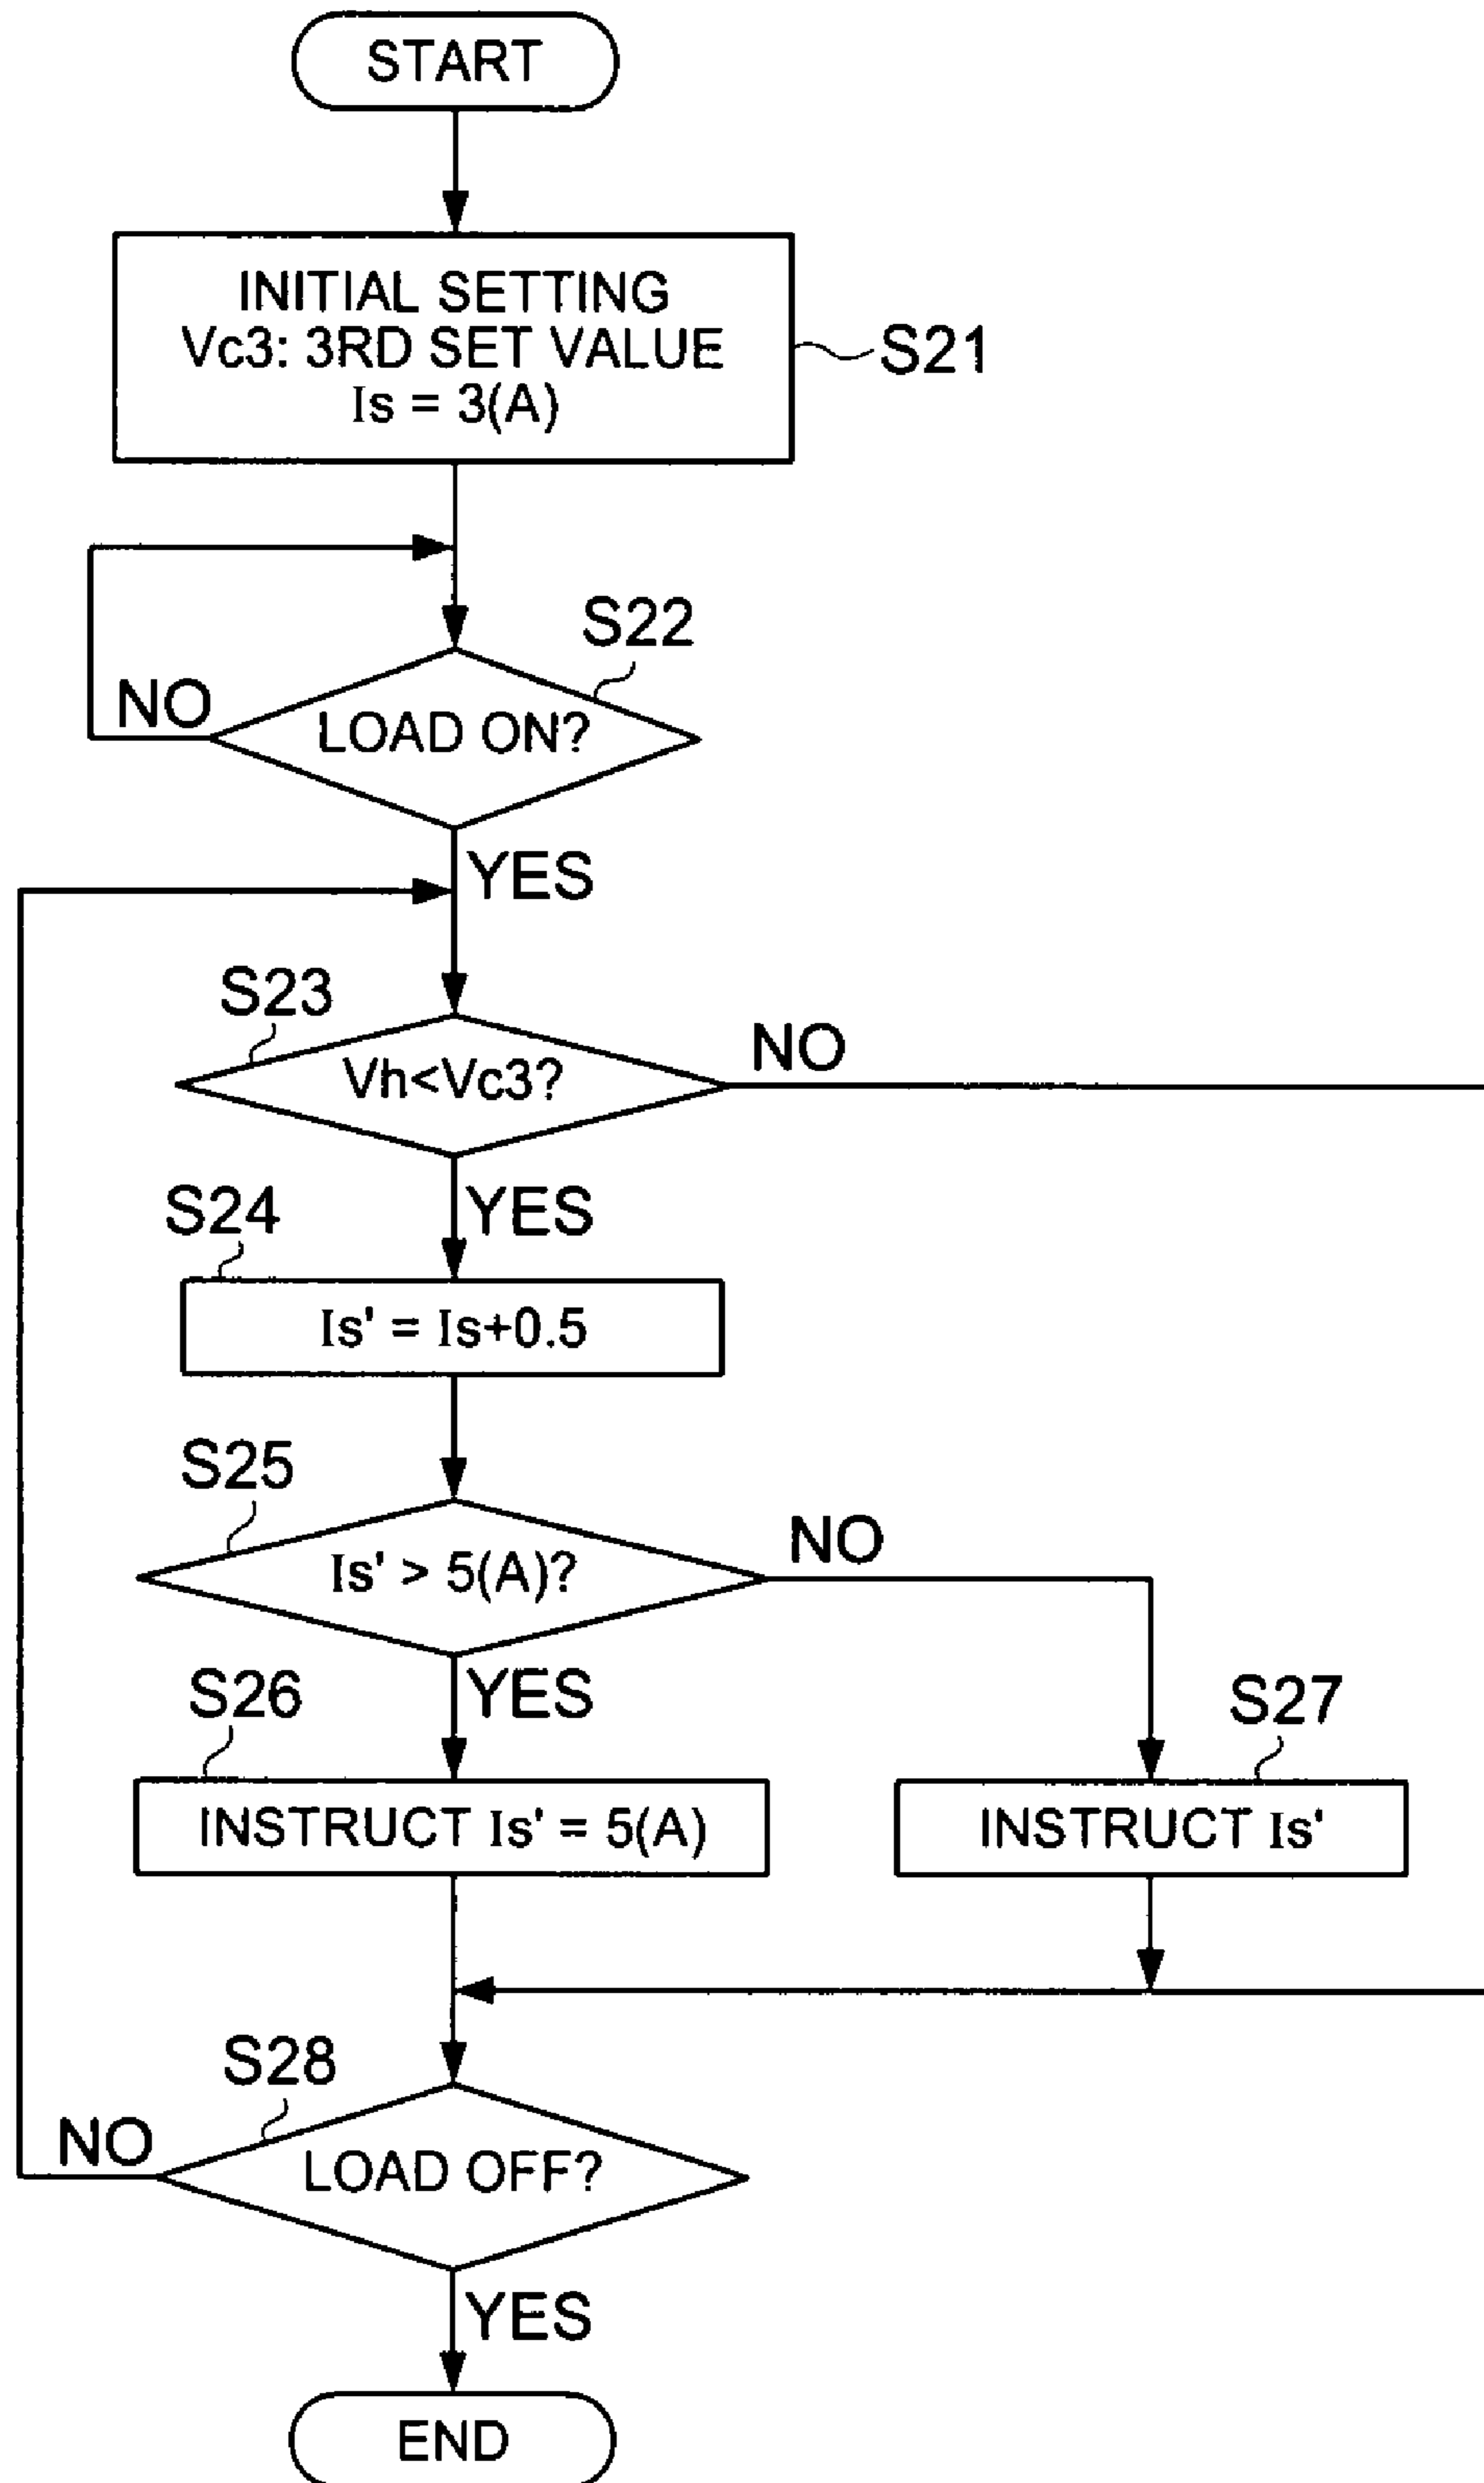 START
INITIAL SETTING
Vc3: 3RD SET VALUE
Is = 3(A)
S21
S22
NO
LOAD ON?
YES
S23
NO
Vh<Vc3?
S24
YES
Is' = Is+0.5
S25
NO
Is' > 5(A)?
S26
YES
S27
INSTRUCT Is' = 5(A)
INSTRUCT Is'
S28
NO
LOAD OFF?
YES
END